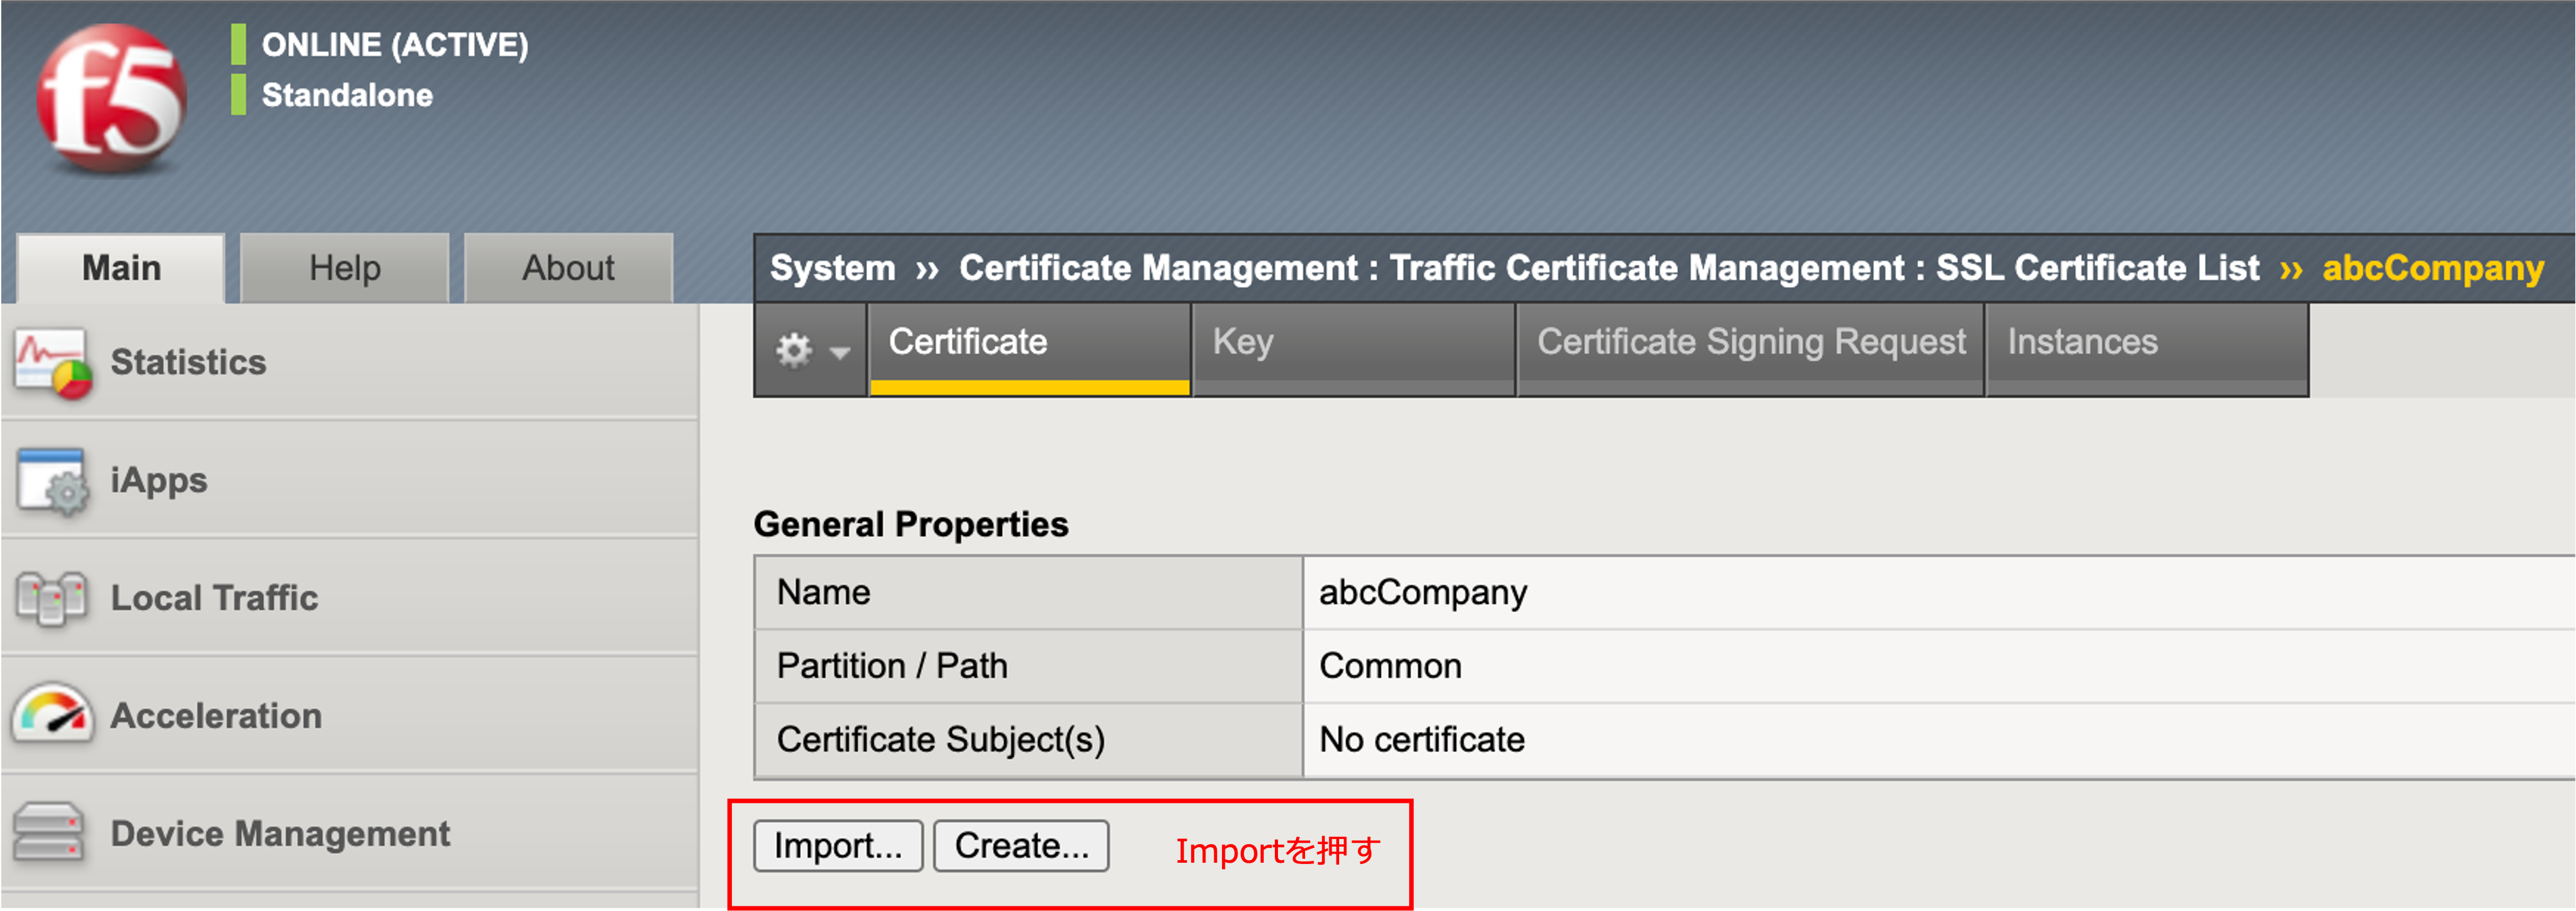 f5
ONLINE (ACTIVE)
Standalone
Main Help About
System ›› Certificate Management : Traffic Certificate Management : SSL Certificate List ›› abcCompany
Certificate Key Certificate Signing Request Instances
Statistics
iApps
Local Traffic
Acceleration
Device Management
General Properties
Name abcCompany
Partition / Path Common
Certificate Subject(s) No certificate
Import... Create... Importを押す